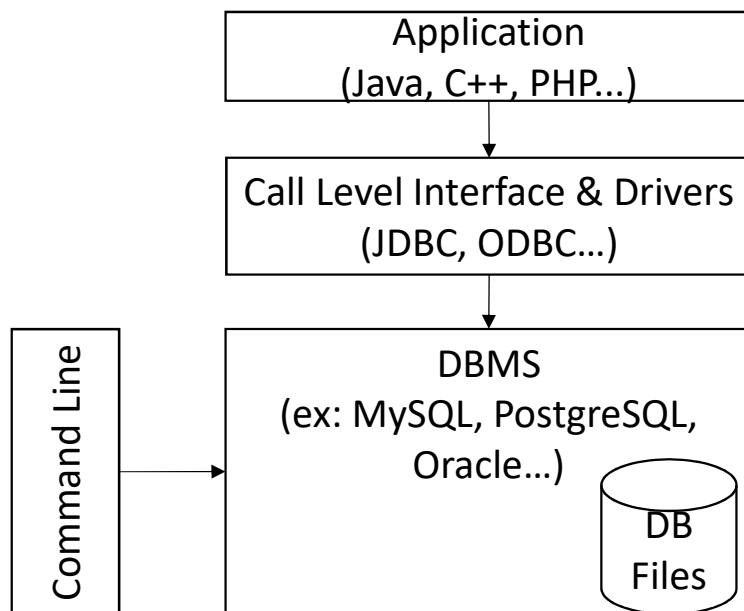 Application
(Java, C++, PHP...)
Call Level Interface & Drivers
(JDBC, ODBC…)
Command Line
DBMS
(ex: MySQL, PostgreSQL,
Oracle…)
DB
Files